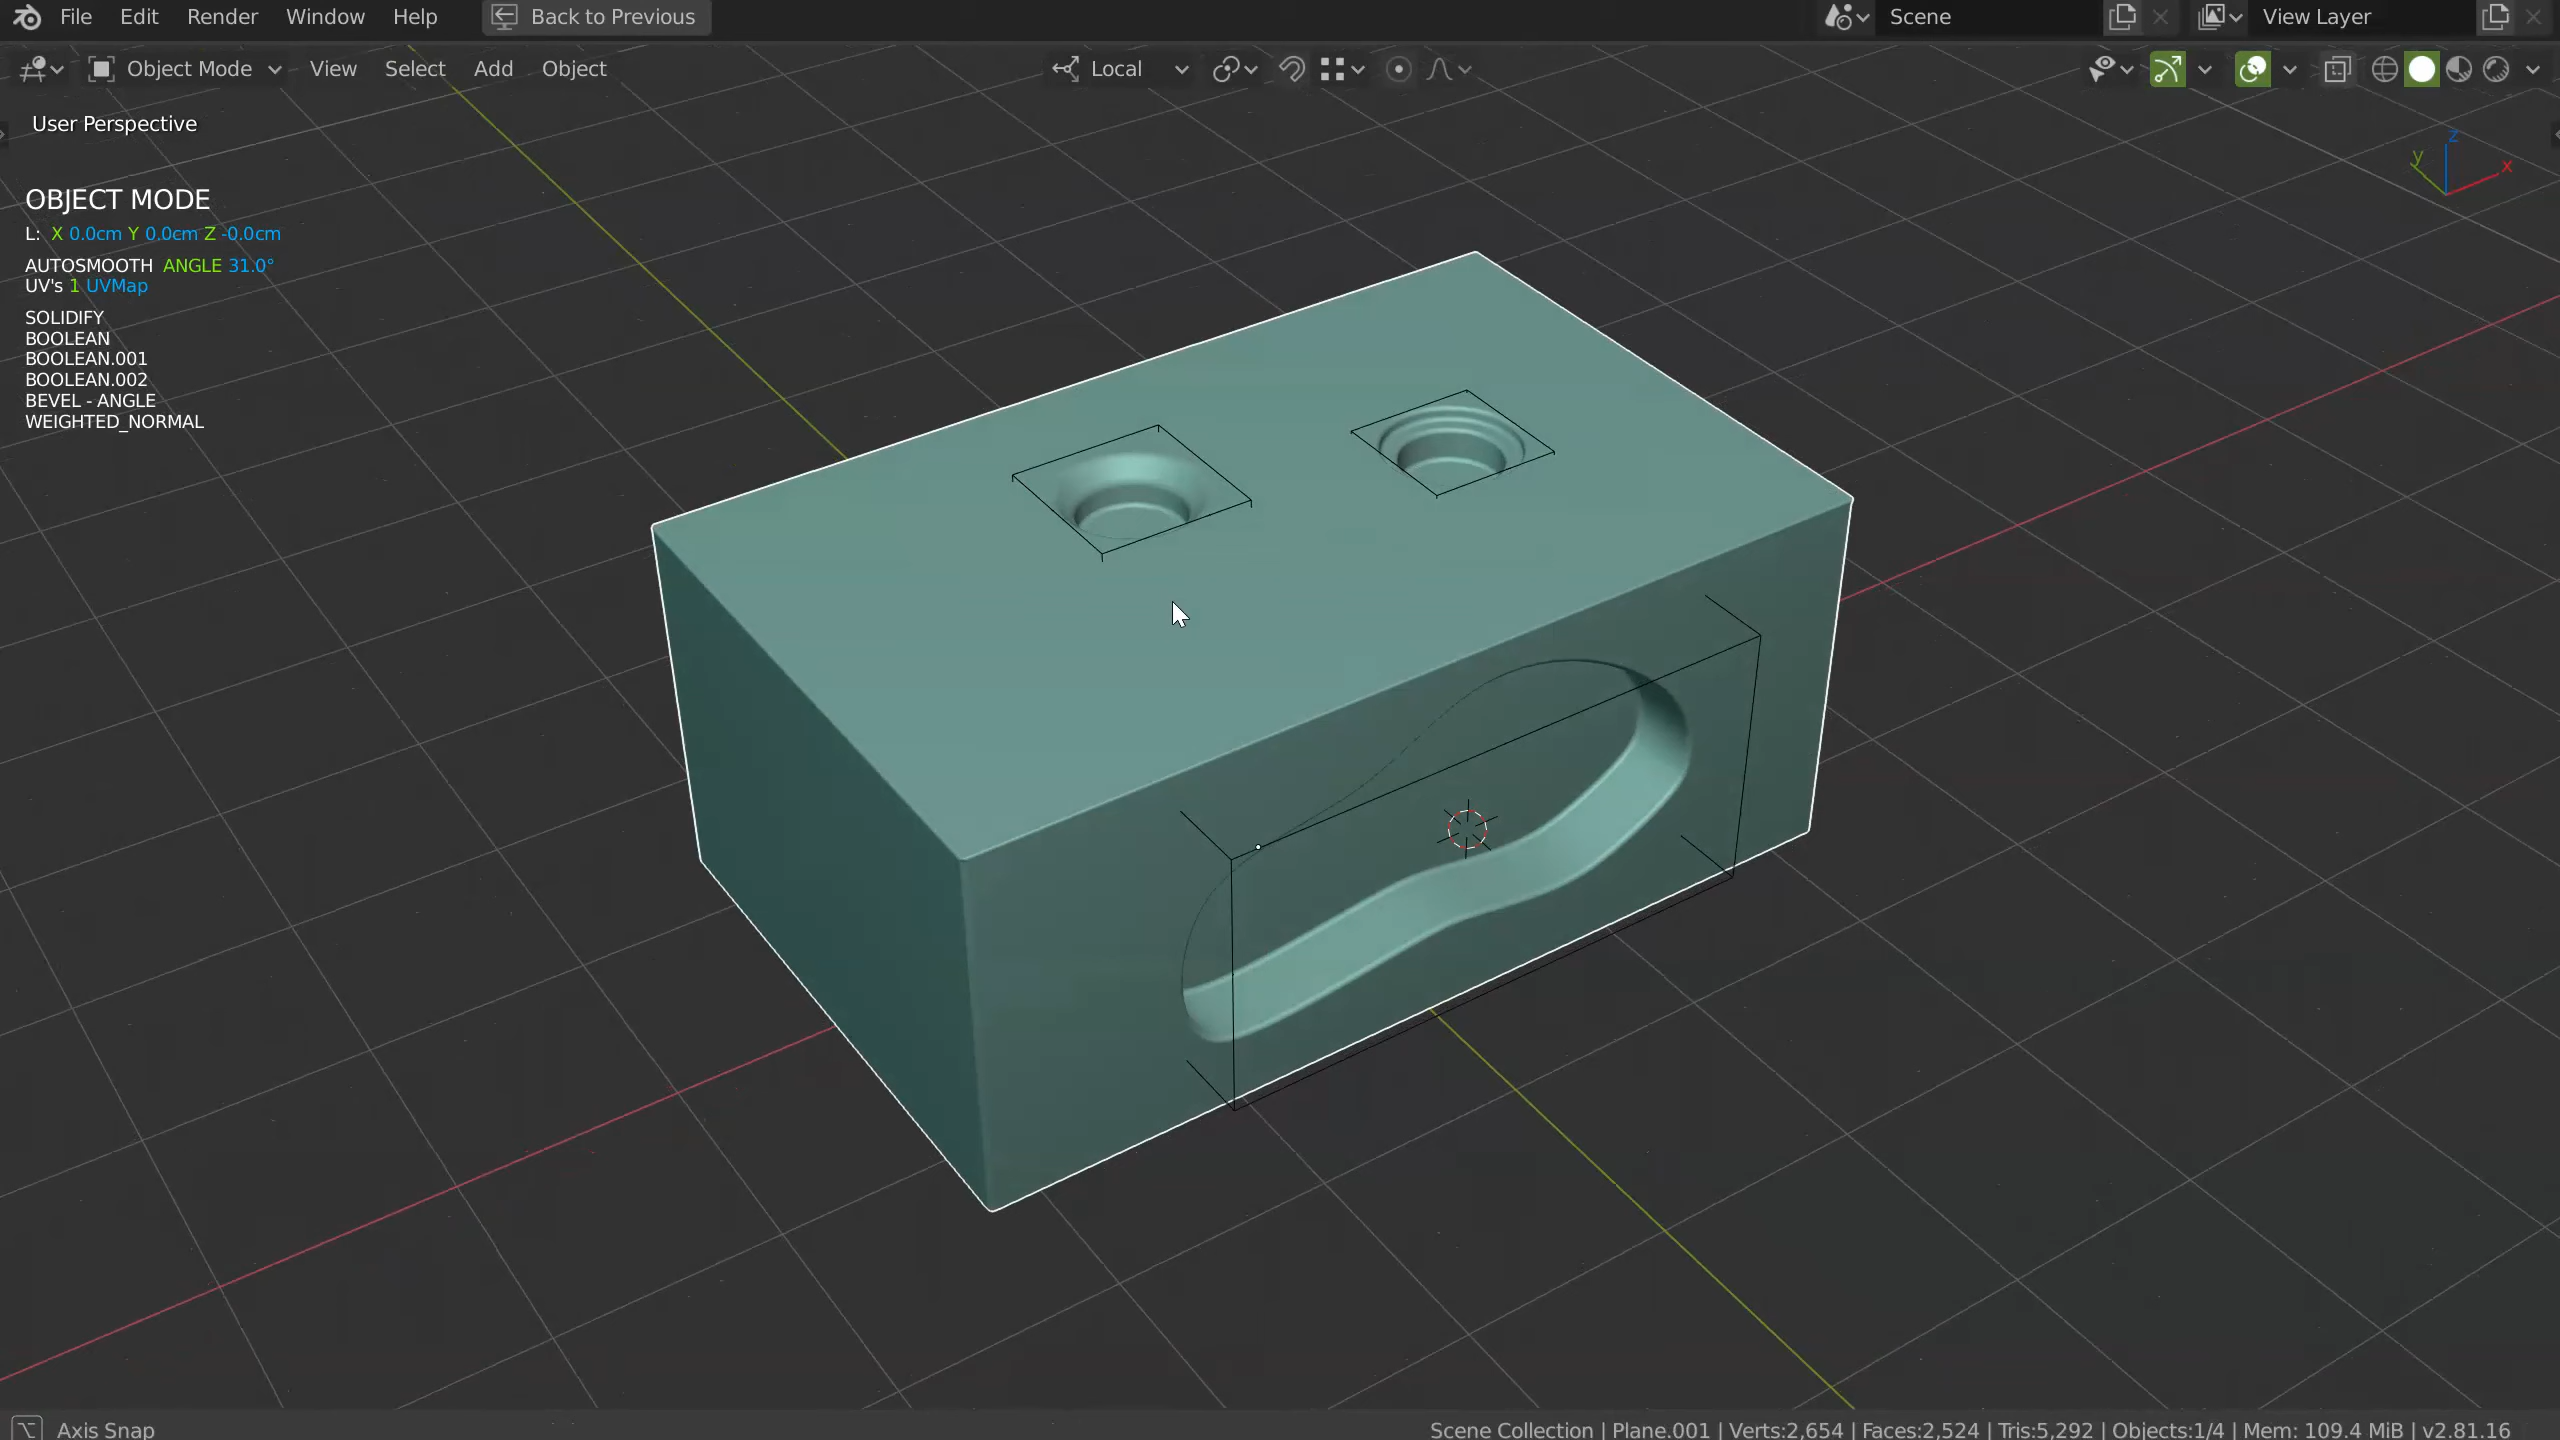 File Edit Render Window Help Back to Previous Scene View Layer
Object Mode View Select Add Object Local
User Perspective
z
y
x
OBJECT MODE
L: X 0.0cm Y 0.0cm Z -0.0cm
AUTOSMOOTH ANGLE 31.0°
UV's 1 UVMap
SOLIDIFY
BOOLEAN
BOOLEAN.001
BOOLEAN.002
BEVEL - ANGLE
WEIGHTED_NORMAL
Axis Snap Scene Collection | Plane.001 | Verts:2,654 | Faces:2,524 | Tris:5,292 | Objects:1/4 | Mem: 109.4 MiB | v2.81.16